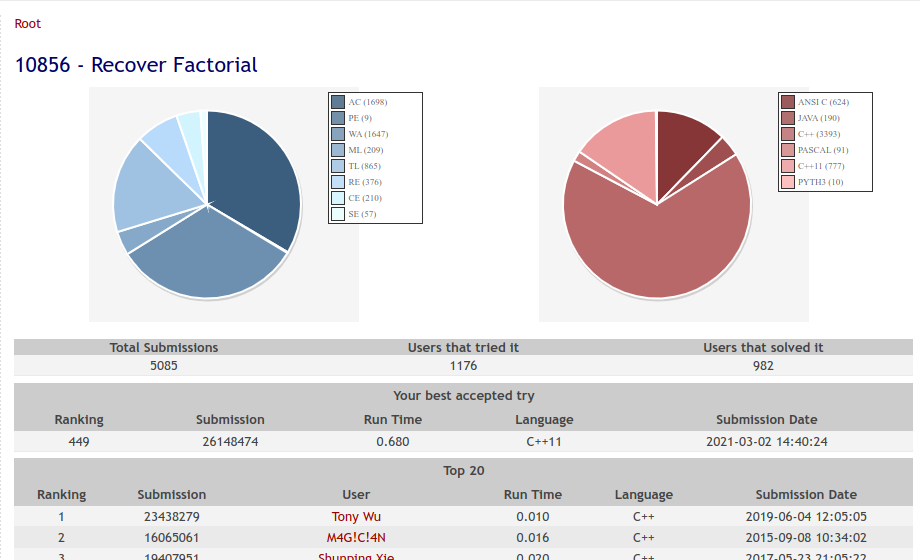 Root
10856 - Recover Factorial
AC (1698)
PE (9)
WA (1647)
ML (209)
TL (865)
RE (376)
CE (210)
SE (57)
ANSI C (624)
JAVA (190)
C++ (3393)
PASCAL (91)
C++11 (777)
PYTH3 (10)
Total Submissions Users that tried it Users that solved it
5085 1176 982
Your best accepted try
Ranking Submission Run Time Language Submission Date
449 26148474 0.680 C++11 2021-03-02 14:40:24
Top 20
Ranking Submission User Run Time Language Submission Date
1 23438279 Tony Wu 0.010 C++ 2019-06-04 12:05:05
2 16065061 M4G!C!4N 0.016 C++ 2015-09-08 10:34:02
3 19407951 Shunping Xie 0.020 C++ 2017-05-23 21:05:22